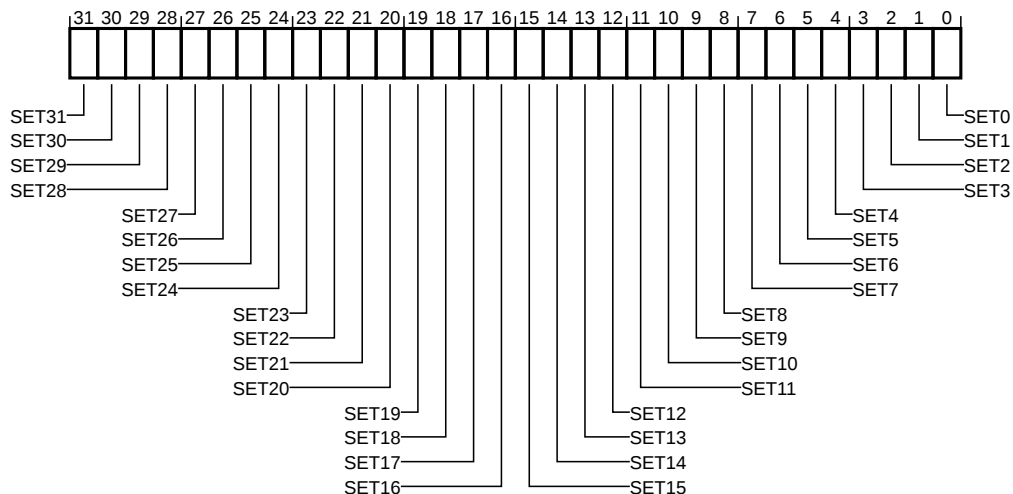 31 30 29 28 27 26 25 24 23 22 21 20 19 18 17 16 15 14 13 12 11 10 9 8 7 6 5 4 3 2 1 0
SET31 SET0
SET30 SET1
SET29 SET2
SET28 SET3
SET27 SET4
SET26 SET5
SET25 SET6
SET24 SET7
SET23 SET8
SET22 SET9
SET21 SET10
SET20 SET11
SET19 SET12
SET18 SET13
SET17 SET14
SET16 SET15